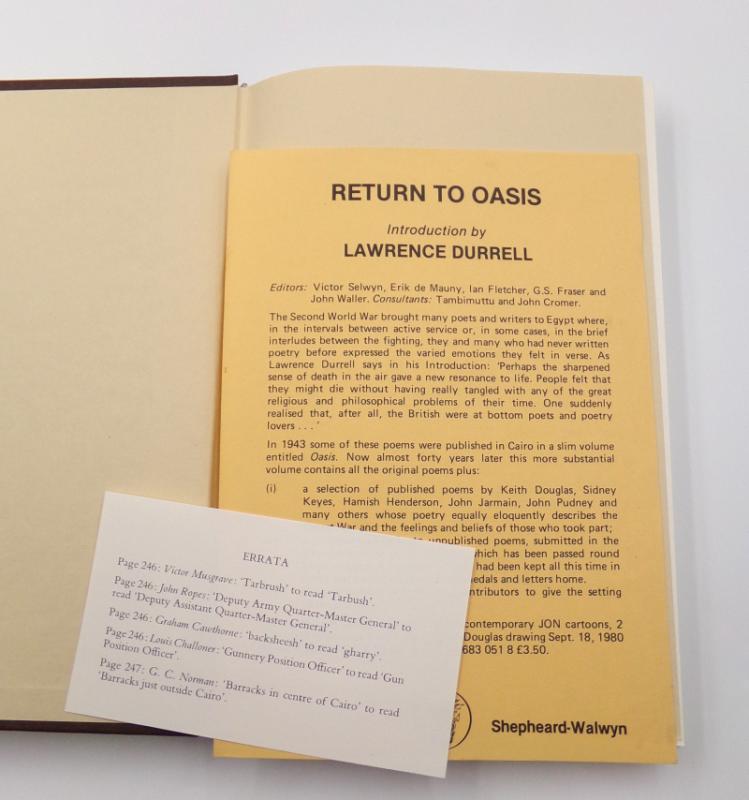 RETURN TO OASIS
Introduction by
LAWRENCE DURRELL
Editors: Victor Selwyn, Erik de Mauny, Ian Fletcher, G.S. Fraser and
John Waller. Consultants: Tambimuttu and John Cromer.
The Second World War brought many poets and writers to Egypt where,
in the intervals between active service or, in some cases, in the brief
interludes between the fighting, they and many who had never written
poetry before expressed the varied emotions they felt in verse. As
Lawrence Durrell says in his Introduction: 'Perhaps the sharpened
sense of death in the air gave a new resonance to life. People felt that
they might die without having really tangled with any of the great
religious and philosophical problems of their time. One suddenly
realised that, after all, the British were at bottom poets and poetry
lovers . . . '
In 1943 some of these poems were published in Cairo in a slim volume
entitled Oasis. Now almost forty years later this more substantial
volume contains all the original poems plus:
(i) a selection of published poems by Keith Douglas, Sidney
Keyes, Hamish Henderson, John Jarmain, John Pudney and
many others whose poetry equally eloquently describes the
War and the feelings and beliefs of those who took part;
unpublished poems, submitted in the
which has been passed round
had been kept all this time in
medals and letters home.
contributors to give the setting
contemporary JON cartoons, 2
Douglas drawing Sept. 18, 1980
683 051 8 £3.50.
Shepheard-Walwyn
ERRATA
Page 246: Victor Musgrave: 'Tarbrush' to read 'Tarbush'.
Page 246: John Ropes: 'Deputy Army Quarter-Master General' to
read 'Deputy Assistant Quarter-Master General'.
Page 246: Graham Cawthorne: 'backsheesh' to read 'gharry'.
Page 246: Louis Challoner: 'Gunnery Position Officer' to read 'Gun
Position Officer'.
Page 247: G. C. Norman: 'Barracks in centre of Cairo' to read
'Barracks just outside Cairo'.